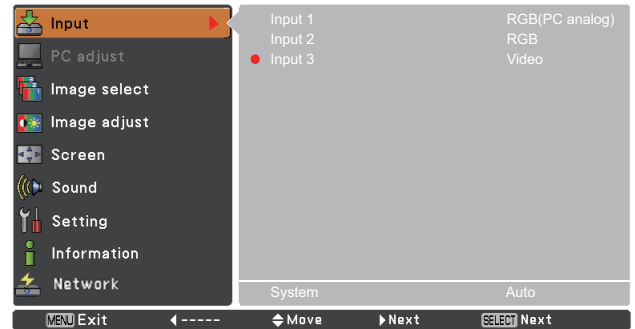 Input
PC adjust
Image select
Image adjust
Screen
Sound
Setting
Information
Network
Input 1 RGB(PC analog)
Input 2 RGB
Input 3 Video
System Auto
MENU Exit ----- Move Next SELECT Next